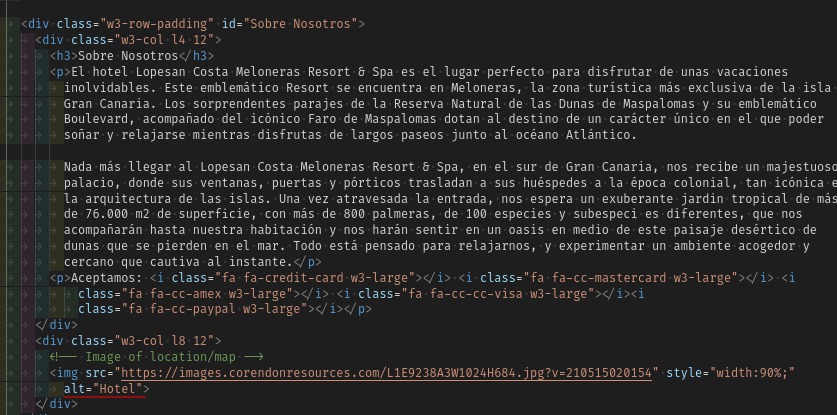 <div class="w3-row-padding" id="Sobre Nosotros">
<div class="w3-col l4 12">
<h3>Sobre Nosotros</h3>
<p>El hotel Lopesan Costa Meloneras Resort & Spa es el lugar perfecto para disfrutar de unas vacaciones
inolvidables. Este emblemático Resort se encuentra en Meloneras, la zona turística más exclusiva de la isla
Gran Canaria. Los sorprendentes parajes de la Reserva Natural de las Dunas de Maspalomas y su emblemático
Boulevard, acompañado del icónico Faro de Maspalomas dotan al destino de un carácter único en el que poder
soñar y relajarse mientras disfrutas de largos paseos junto al océano Atlántico.
Nada más llegar al Lopesan Costa Meloneras Resort & Spa, en el sur de Gran Canaria, nos recibe un majestuoso
palacio, donde sus ventanas, puertas y pórticos trasladan a sus huéspedes a la época colonial, tan icónica e
la arquitectura de las islas. Una vez atravesada la entrada, nos espera un exuberante jardin tropical de más
de 76.000 m2 de superficie, con más de 800 palmeras, de 100 especies y subespeci es diferentes, que nos
acompañarán hasta nuestra habitación y nos harán sentir en un oasis en medio de este paisaje desértico de
dunas que se pierden en el mar. Todo está pensado para relajarnos, y experimentar un ambiente acogedor y
cercano que cautiva al instante.</p>
<p>Aceptamos: <i class="fa fa-credit-card w3-large"></i> <i class="fa fa-cc-mastercard w3-large"></i> <i
class="fa fa-cc-amex w3-large"></i> <i class="fa fa-cc-cc-visa w3-large"></i><i
class="fa fa-cc-paypal w3-large"></i></p>
</div>
<div class="w3-col l8 12">
<!-- Image of location/map -->
<img src="https://images.corendonresources.com/L1E9238A3W1024H684.jpg?v=210515020154" style="width:90%;"
alt="Hotel">
</div>